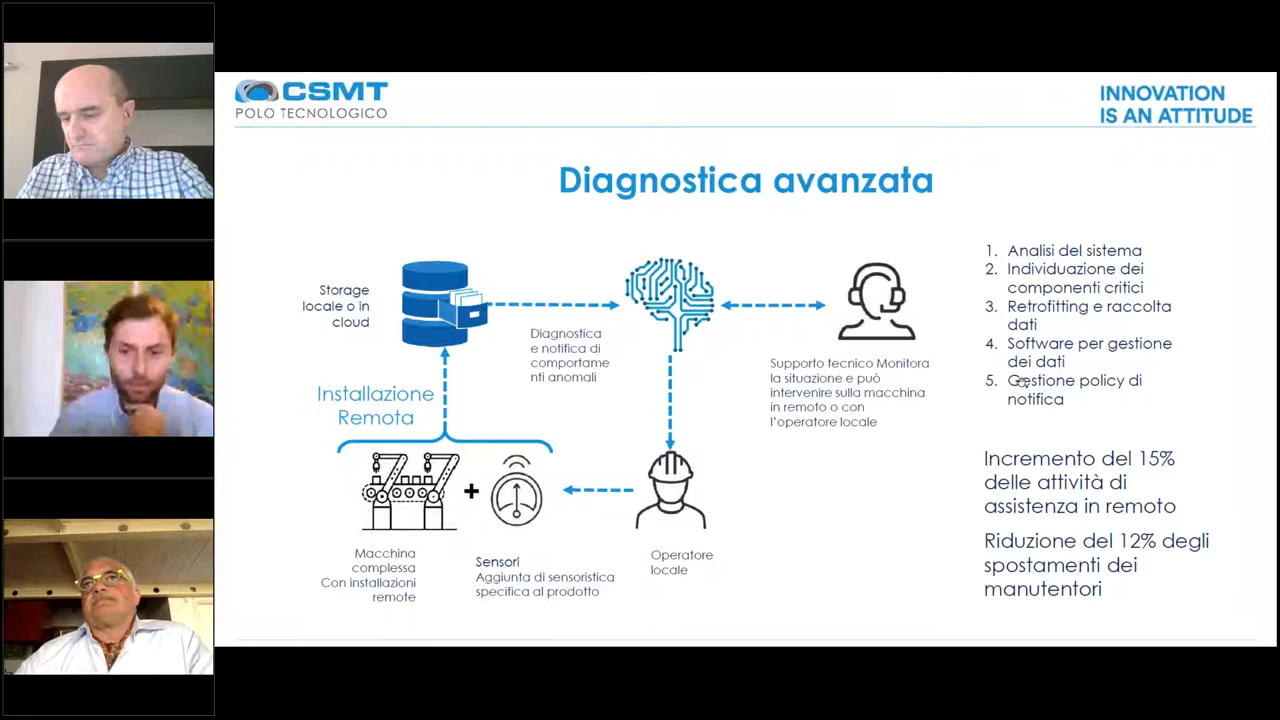 CSMT
POLO TECNOLOGICO
INNOVATION
IS AN ATTITUDE
Diagnostica avanzata
Storage
locale o in
cloud
Diagnostica
e notifica di
comportame
nti anomali
Supporto tecnico Monitora
la situazione e può
intervenire sulla macchina
in remoto o con
l'operatore locale
Installazione
Remota
+
Macchina
complessa
Con installazioni
remote
Sensori
Aggiunta di sensoristica
specifica al prodotto
Operatore
locale
1. Analisi del sistema
2. Individuazione dei
componenti critici
3. Retrofitting e raccolta
dati
4. Software per gestione
dei dati
5. Gestione policy di
notifica
Incremento del 15%
delle attività di
assistenza in remoto
Riduzione del 12% degli
spostamenti dei
manutentori